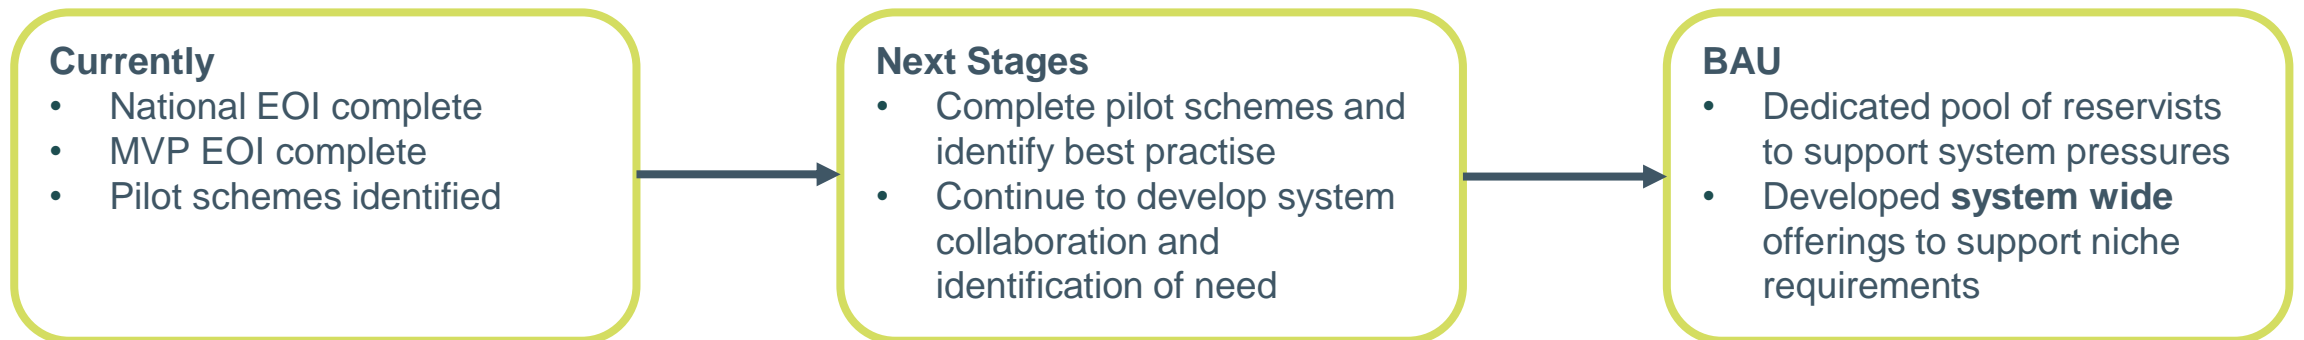 Currently
• National EOI complete
• MVP EOI complete
• Pilot schemes identified
Next Stages
• Complete pilot schemes and
identify best practise
• Continue to develop system
collaboration and
identification of need
BAU
• Dedicated pool of reservists
to support system pressures
• Developed system wide
offerings to support niche
requirements